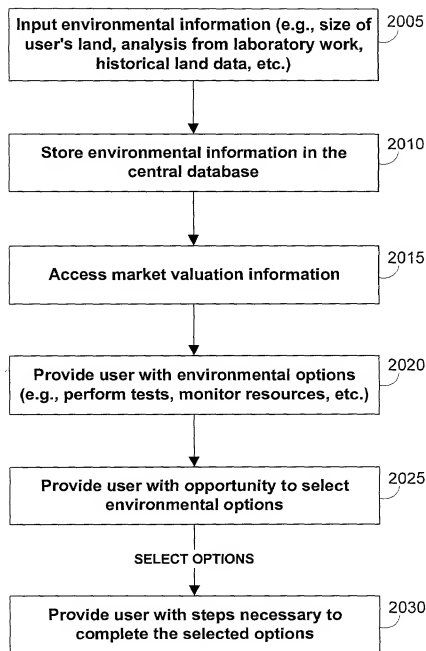 Input environmental information (e.g., size of
user's land, analysis from laboratory work,
historical land data, etc.)
2005
Store environmental information in the
central database
2010
Access market valuation information
2015
Provide user with environmental options
(e.g., perform tests, monitor resources, etc.)
2020
Provide user with opportunity to select
environmental options
2025
SELECT OPTIONS
Provide user with steps necessary to
complete the selected options
2030